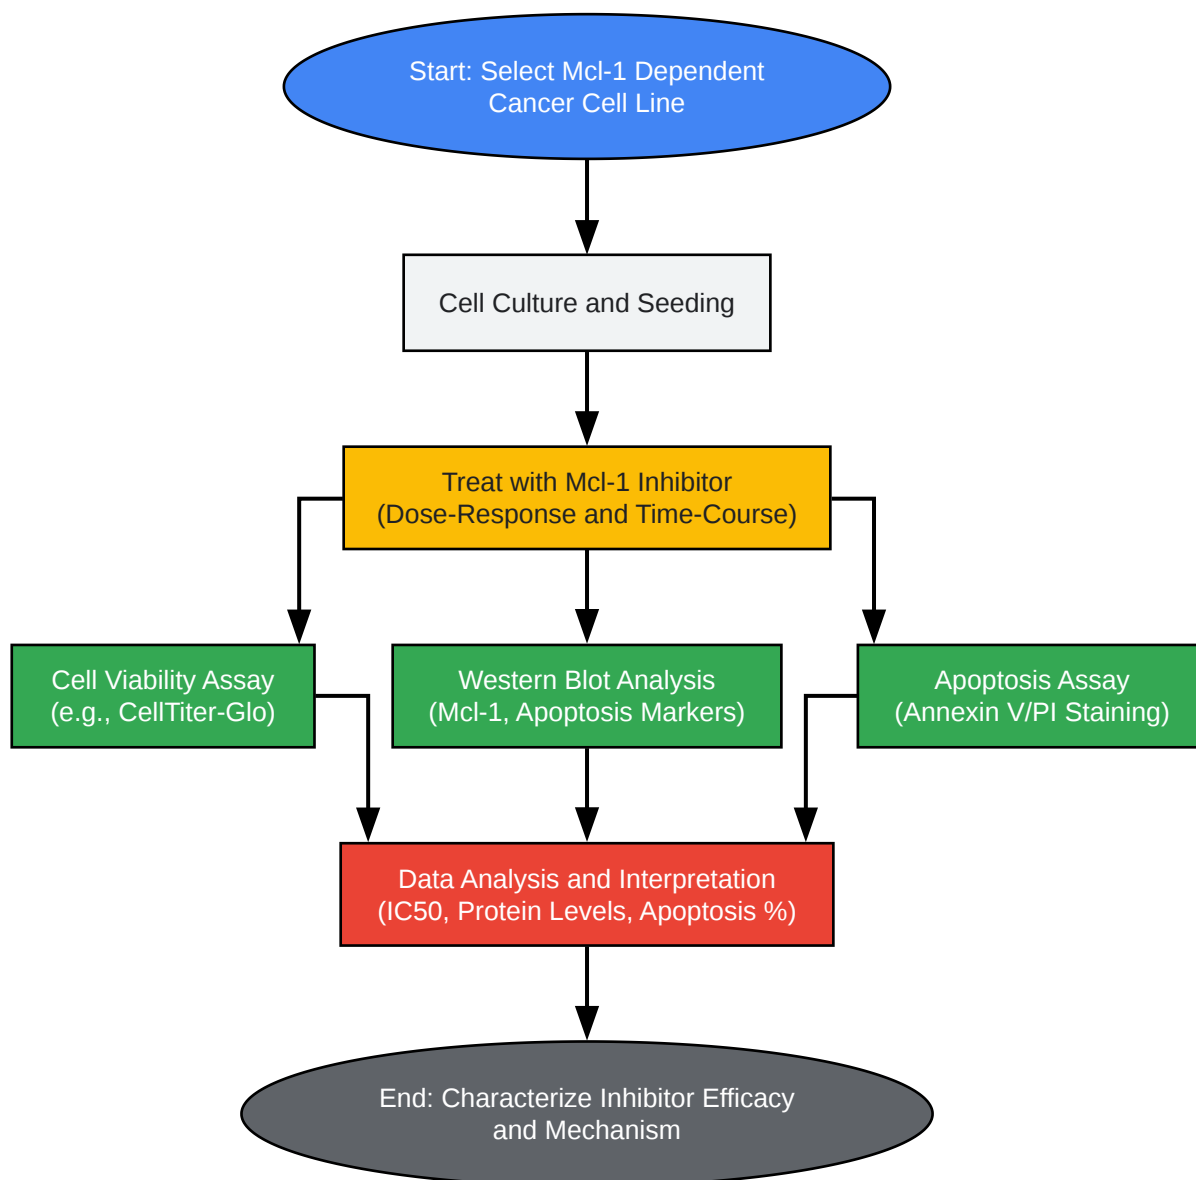 Start: Select Mcl-1 Dependent
Cancer Cell Line
Cell Culture and Seeding
Treat with Mcl-1 Inhibitor
(Dose-Response and Time-Course)
Cell Viability Assay
(e.g., CellTiter-Glo)
Western Blot Analysis
(Mcl-1, Apoptosis Markers)
Apoptosis Assay
(Annexin V/PI Staining)
Data Analysis and Interpretation
(IC50, Protein Levels, Apoptosis %)
End: Characterize Inhibitor Efficacy
and Mechanism